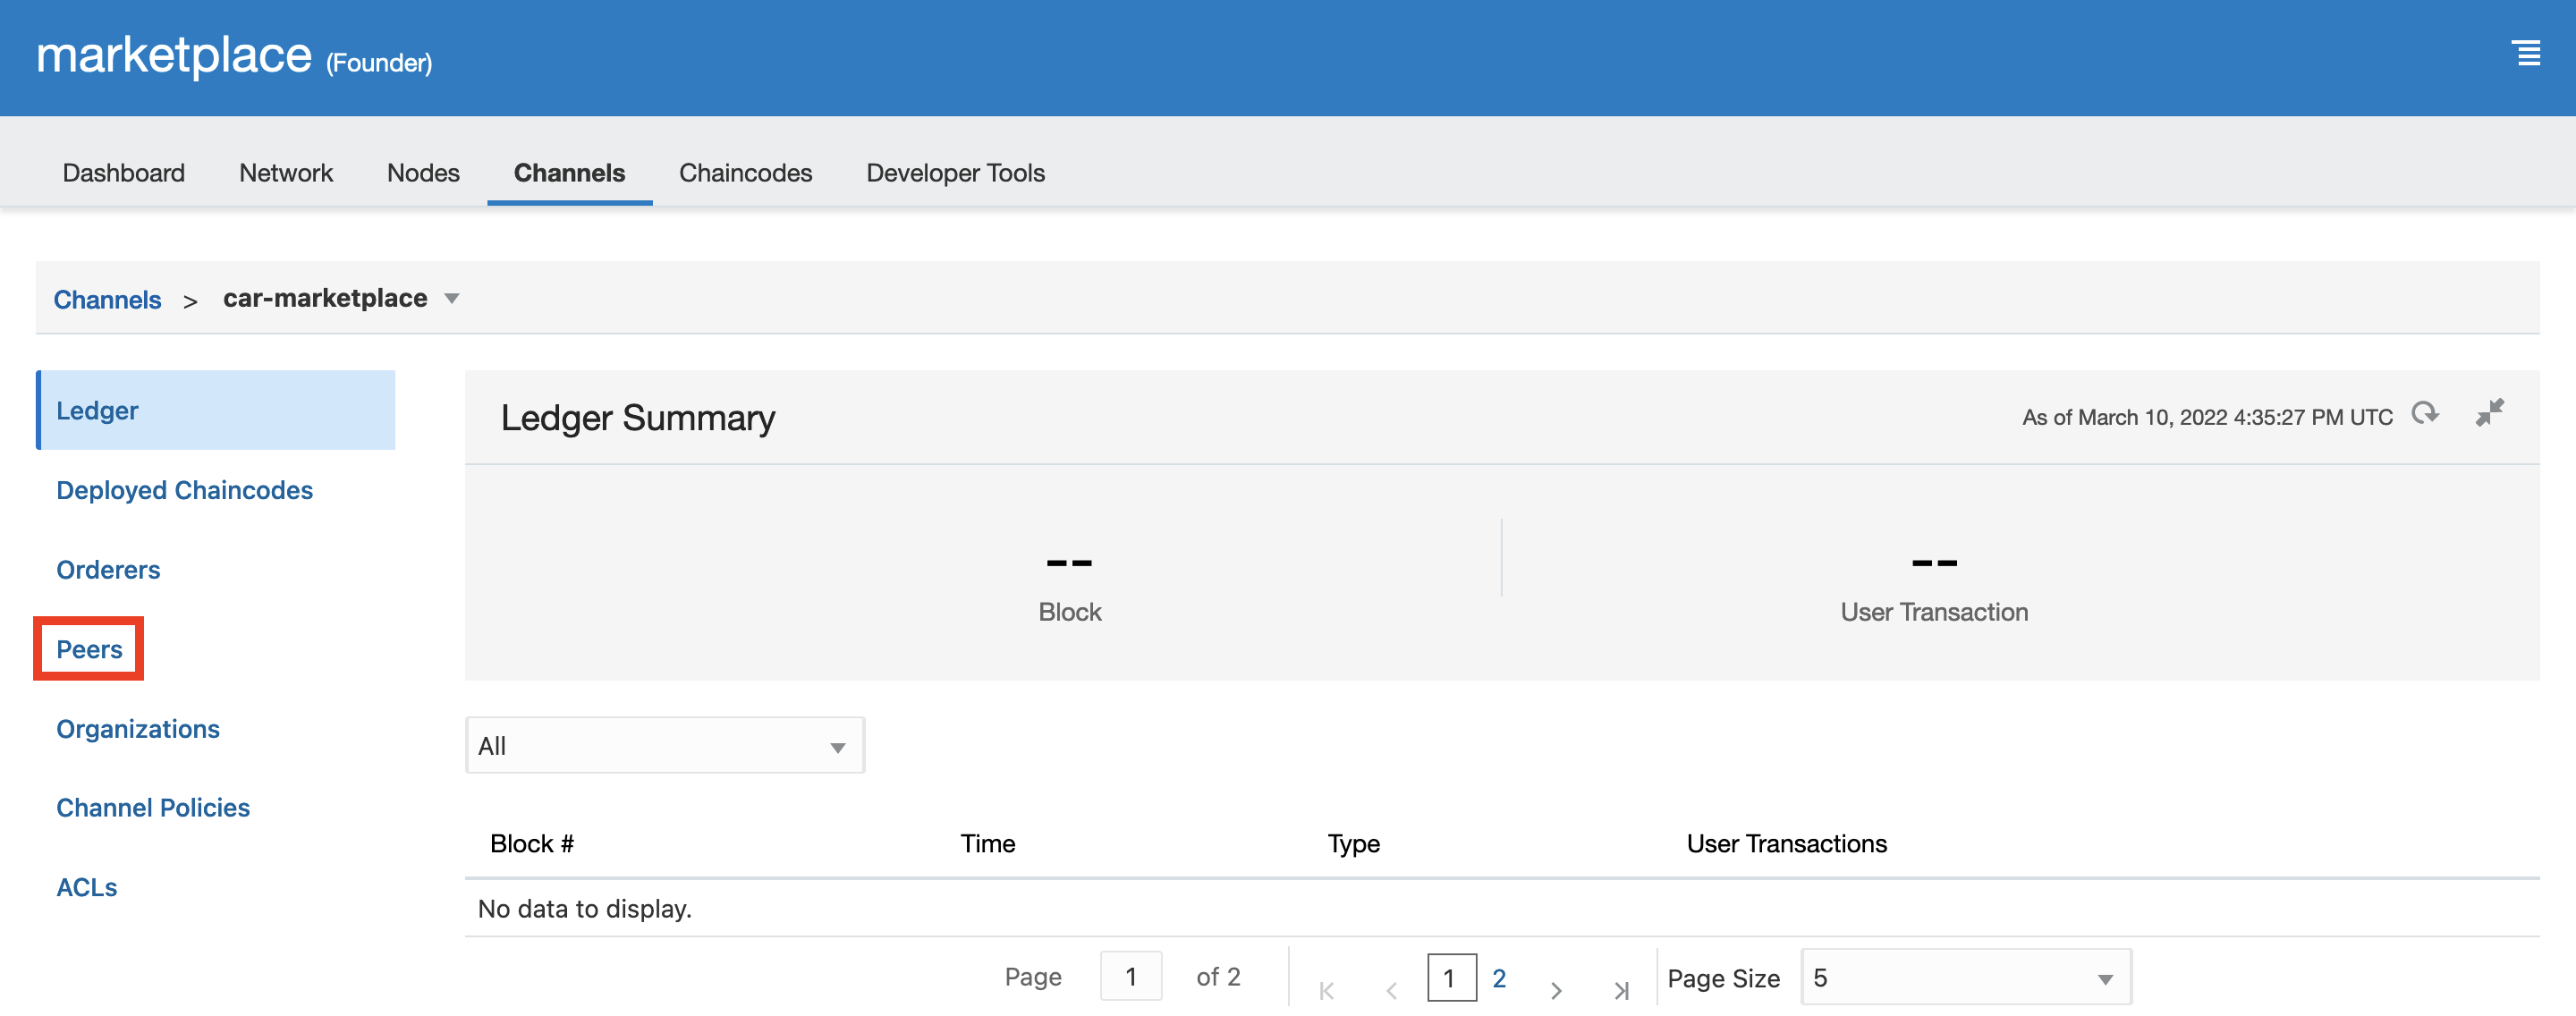 marketplace (Founder)
Dashboard Network Nodes Channels Chaincodes Developer Tools
Channels > car-marketplace
Ledger
Deployed Chaincodes
Orderers
Peers
Organizations
Channel Policies
ACLs
Ledger Summary
As of March 10, 2022 4:35:27 PM UTC
-- --
Block User Transaction
All
Block # Time Type User Transactions
No data to display.
Page 1 of 2 1 2 Page Size 5